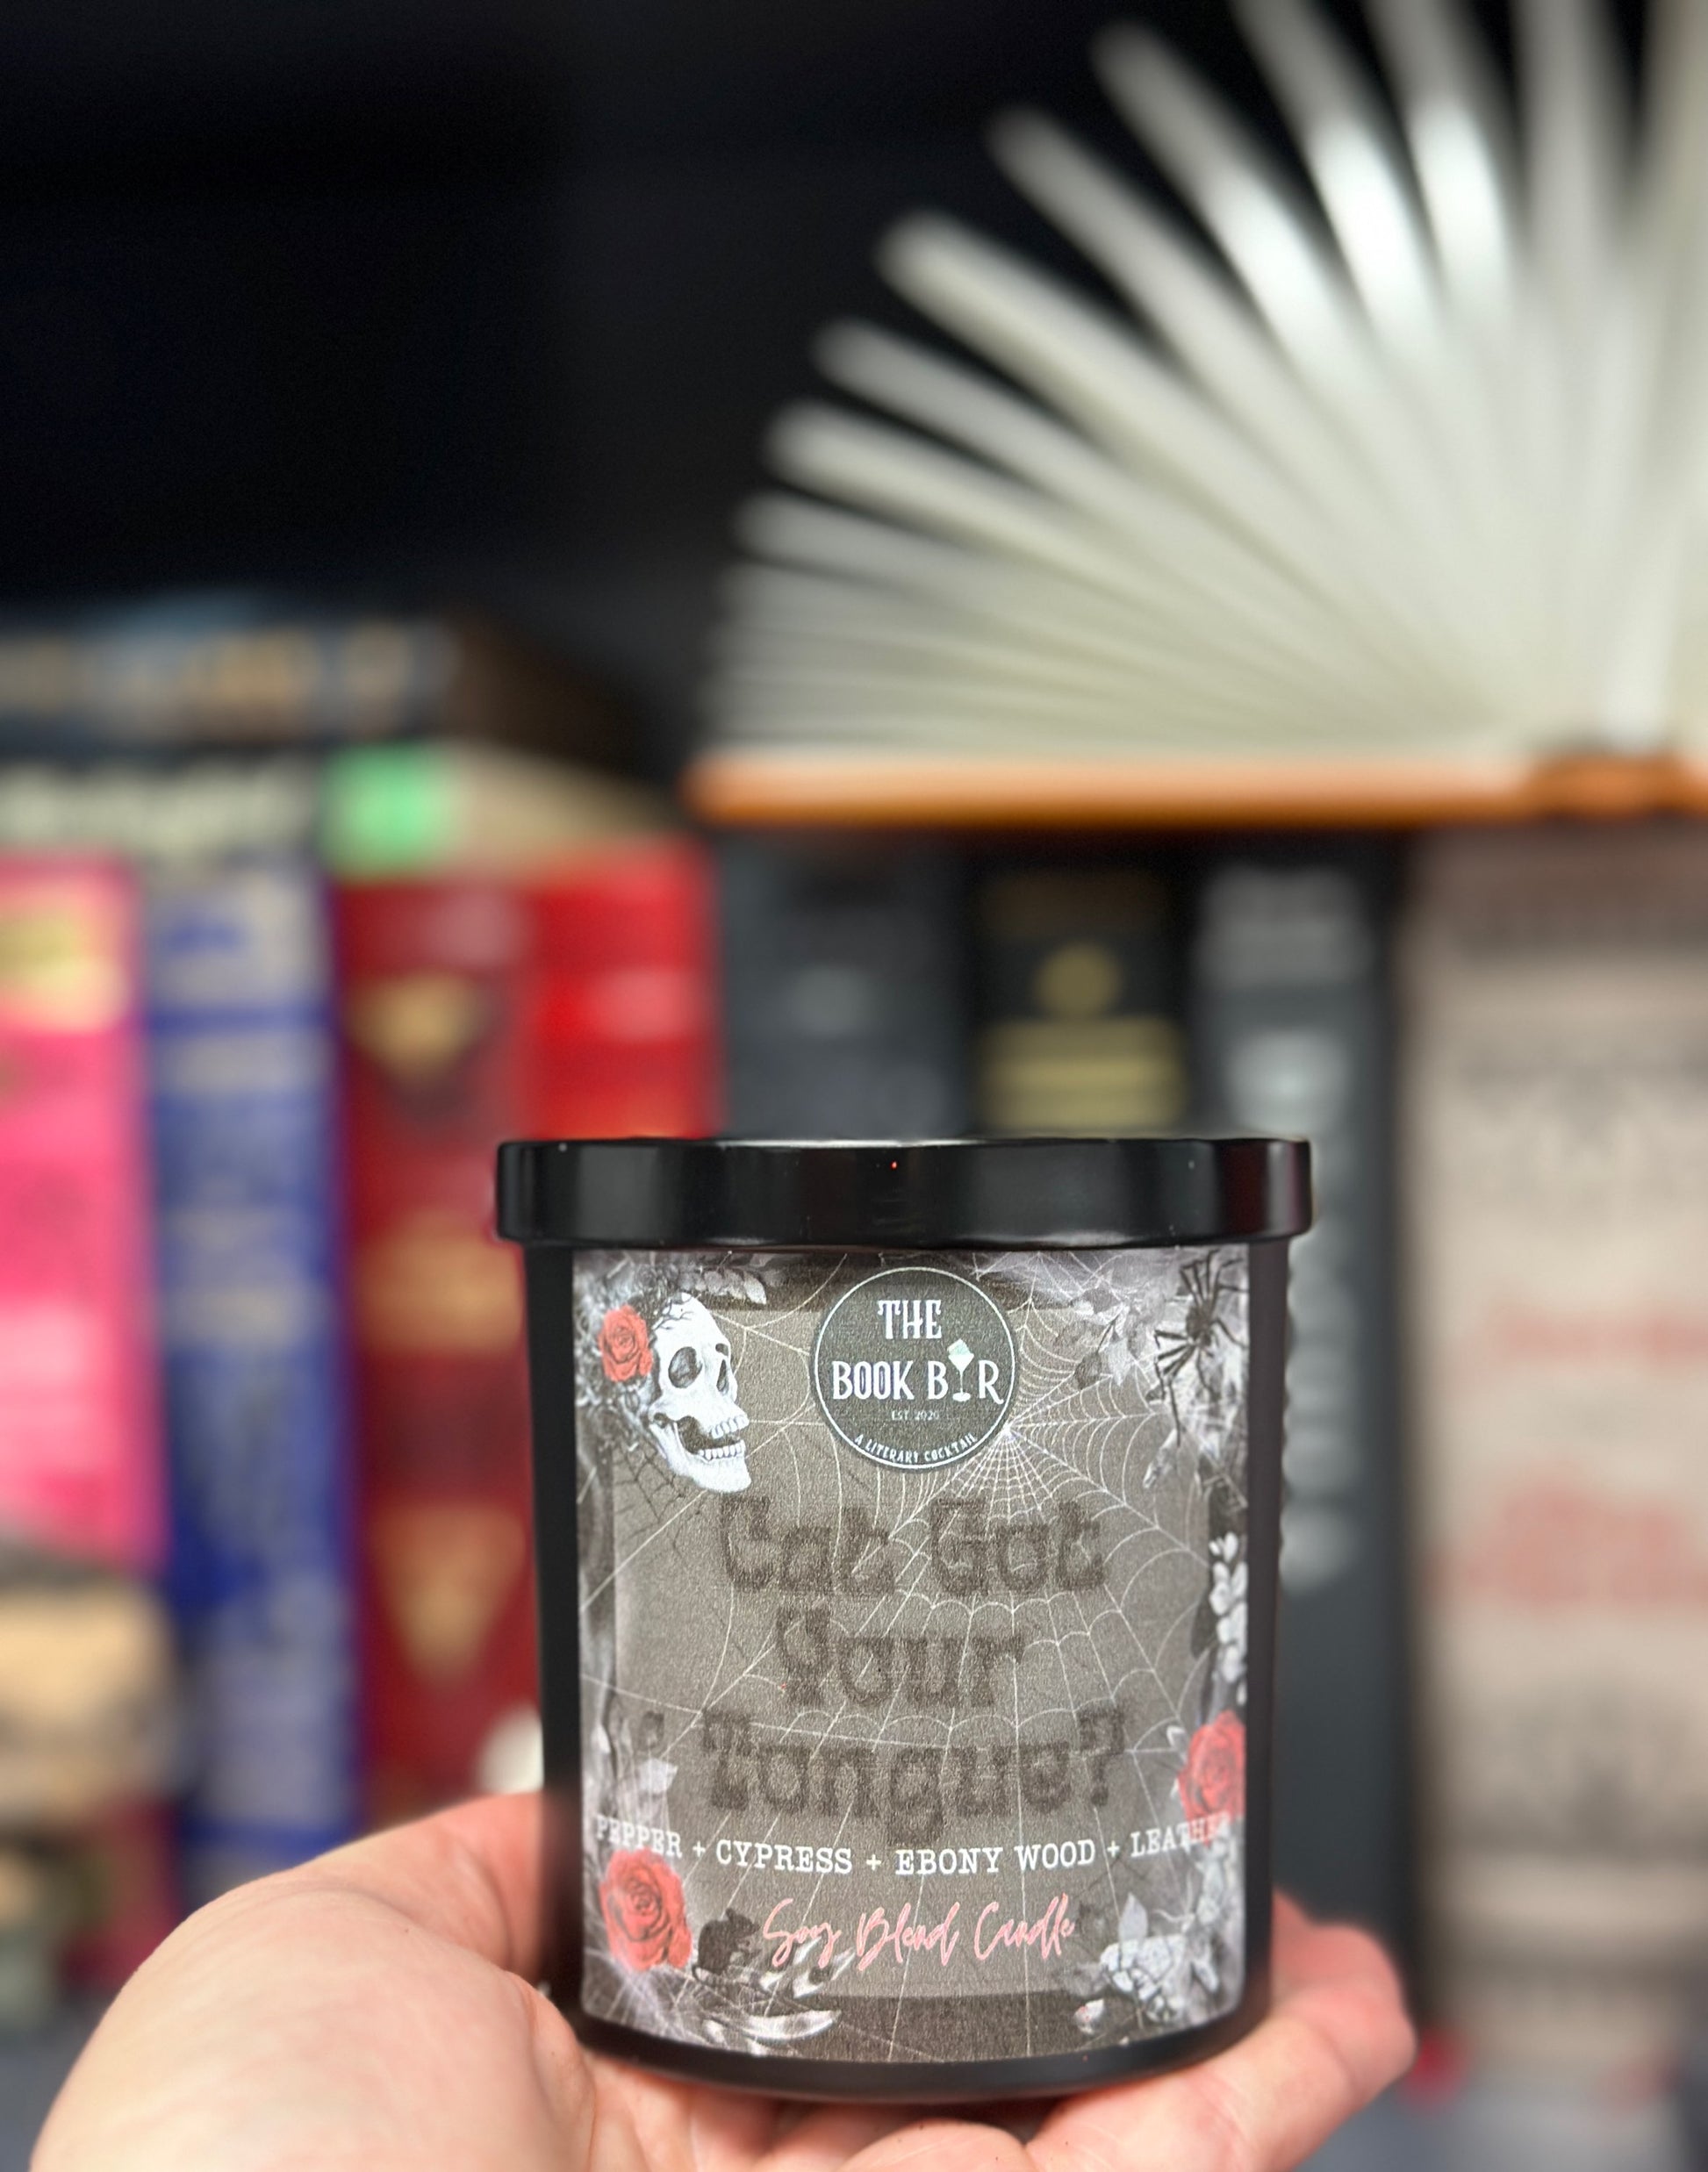 THE
BOOK BAR
EST. 2020
A LITERARY COCKTAIL
Cat Got
Your
Tongue?
PEPPER + CYPRESS + EBONY WOOD + LEATHER
Soy Blend Candle